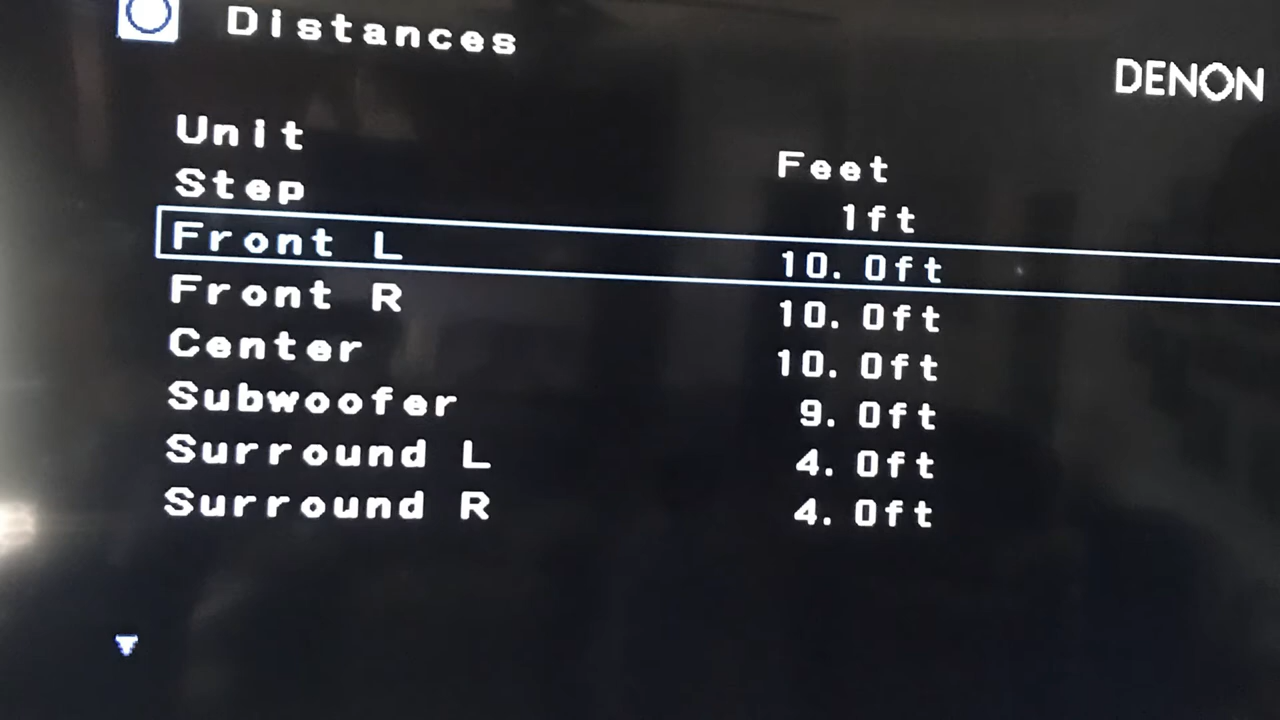 Distances
DENON
Unit Feet
Step 1ft
Front L 10.0ft
Front R 10.0ft
Center 10.0ft
Subwoofer 9.0ft
Surround L 4.0ft
Surround R 4.0ft